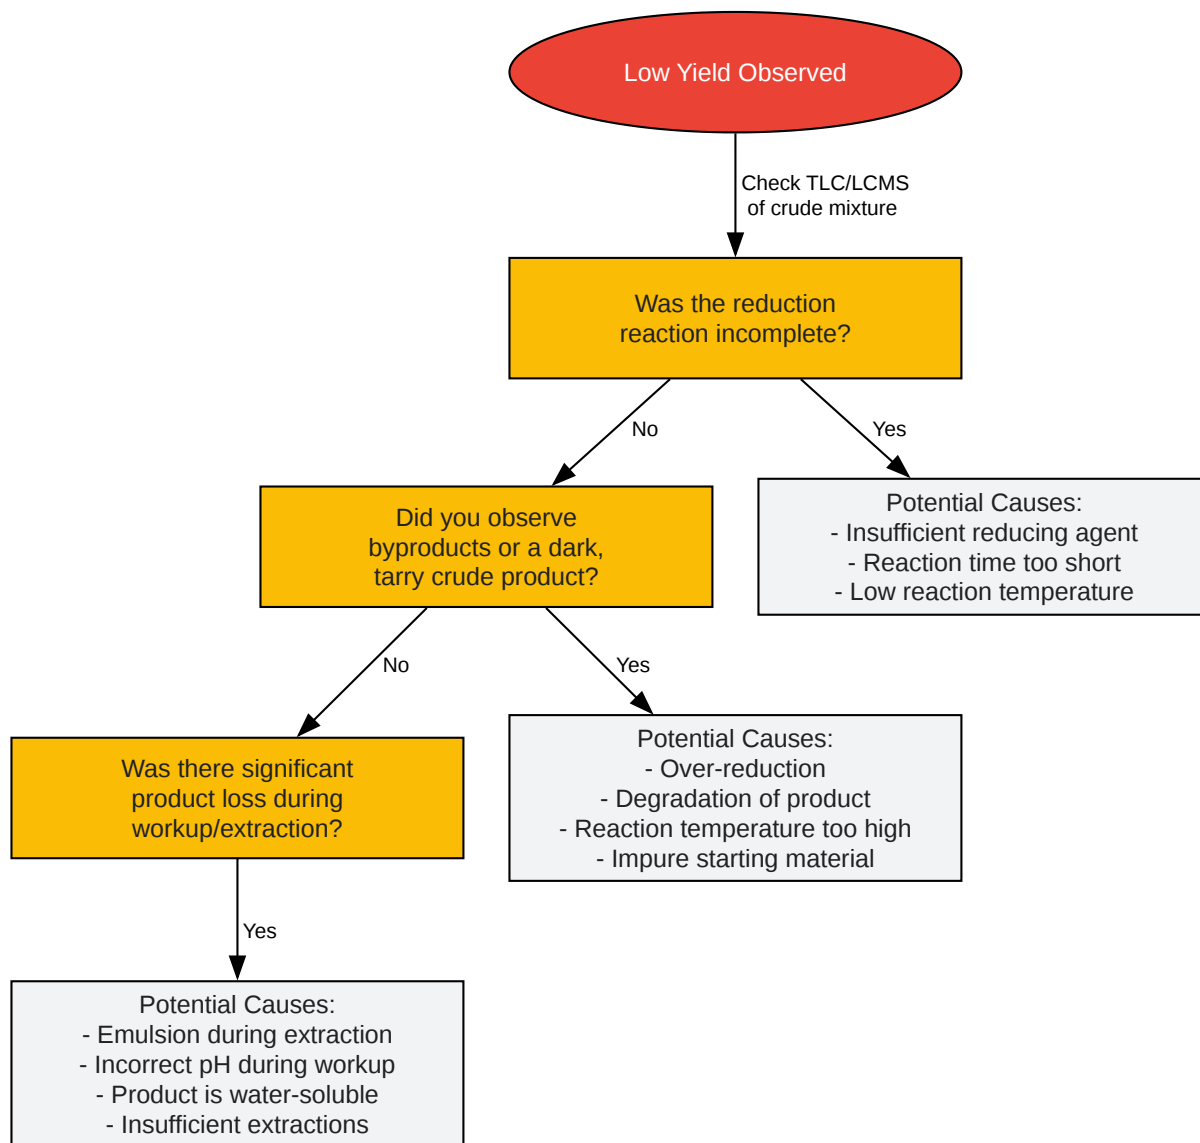 Low Yield Observed
Check TLC/LCMS
of crude mixture
Was the reduction
reaction incomplete?
No
Yes
Did you observe
byproducts or a dark,
tarry crude product?
Potential Causes:
- Insufficient reducing agent
- Reaction time too short
- Low reaction temperature
No
Yes
Was there significant
product loss during
workup/extraction?
Potential Causes:
- Over-reduction
- Degradation of product
- Reaction temperature too high
- Impure starting material
Yes
Potential Causes:
- Emulsion during extraction
- Incorrect pH during workup
- Product is water-soluble
- Insufficient extractions